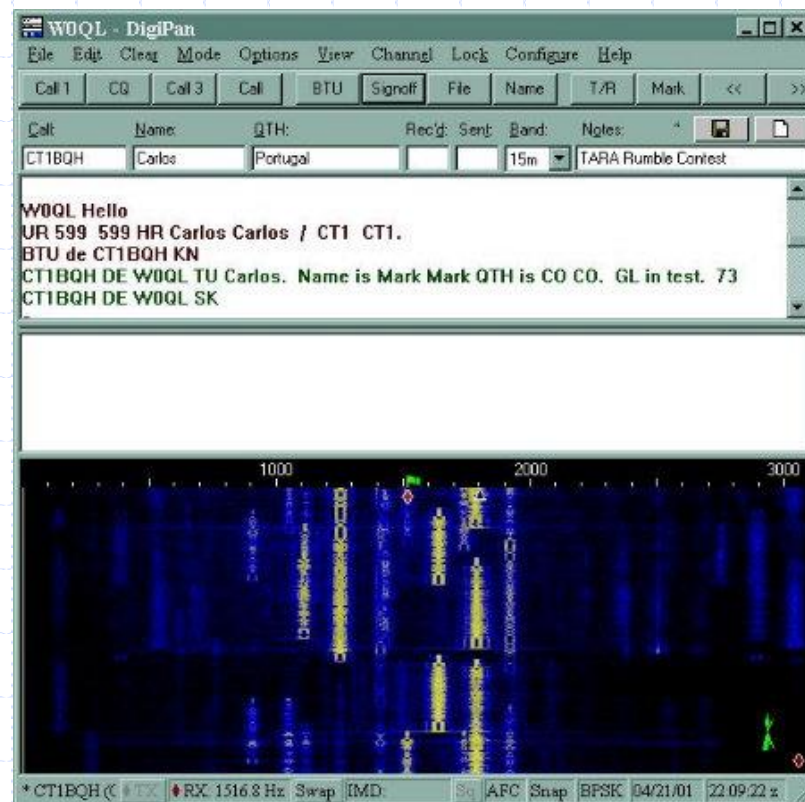 W0QL - DigiPan
File Edit Clear Mode Options View Channel Lock Configure Help
Call 1 CQ Call 3 Call BTU Signoff File Name T/R Mark << >>
Call: Name: QTH: Rec'd: Sent: Band: Notes: *
CT1BQH Carlos Portugal 15m TARA Rumble Contest
W0QL Hello
UR 599 599 HR Carlos Carlos / CT1 CT1.
BTU de CT1BQH KN
CT1BQH DE W0QL TU Carlos. Name is Mark Mark QTH is CO CO. GL in test. 73
CT1BQH DE W0QL SK
1000 2000 3000
* CT1BQH ( TX RX: 1516.8 Hz Swap IMD: Sq AFC Snap BPSK 04/21/01 22:09:22 z